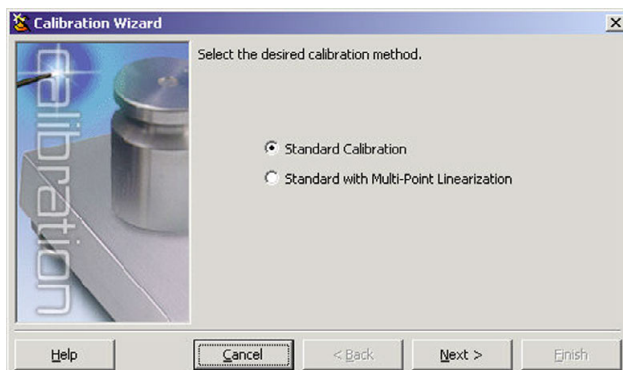 Calibration Wizard
calibration
Select the desired calibration method.
Standard Calibration
Standard with Multi-Point Linearization
Help
Cancel
< Back
Next >
Finish